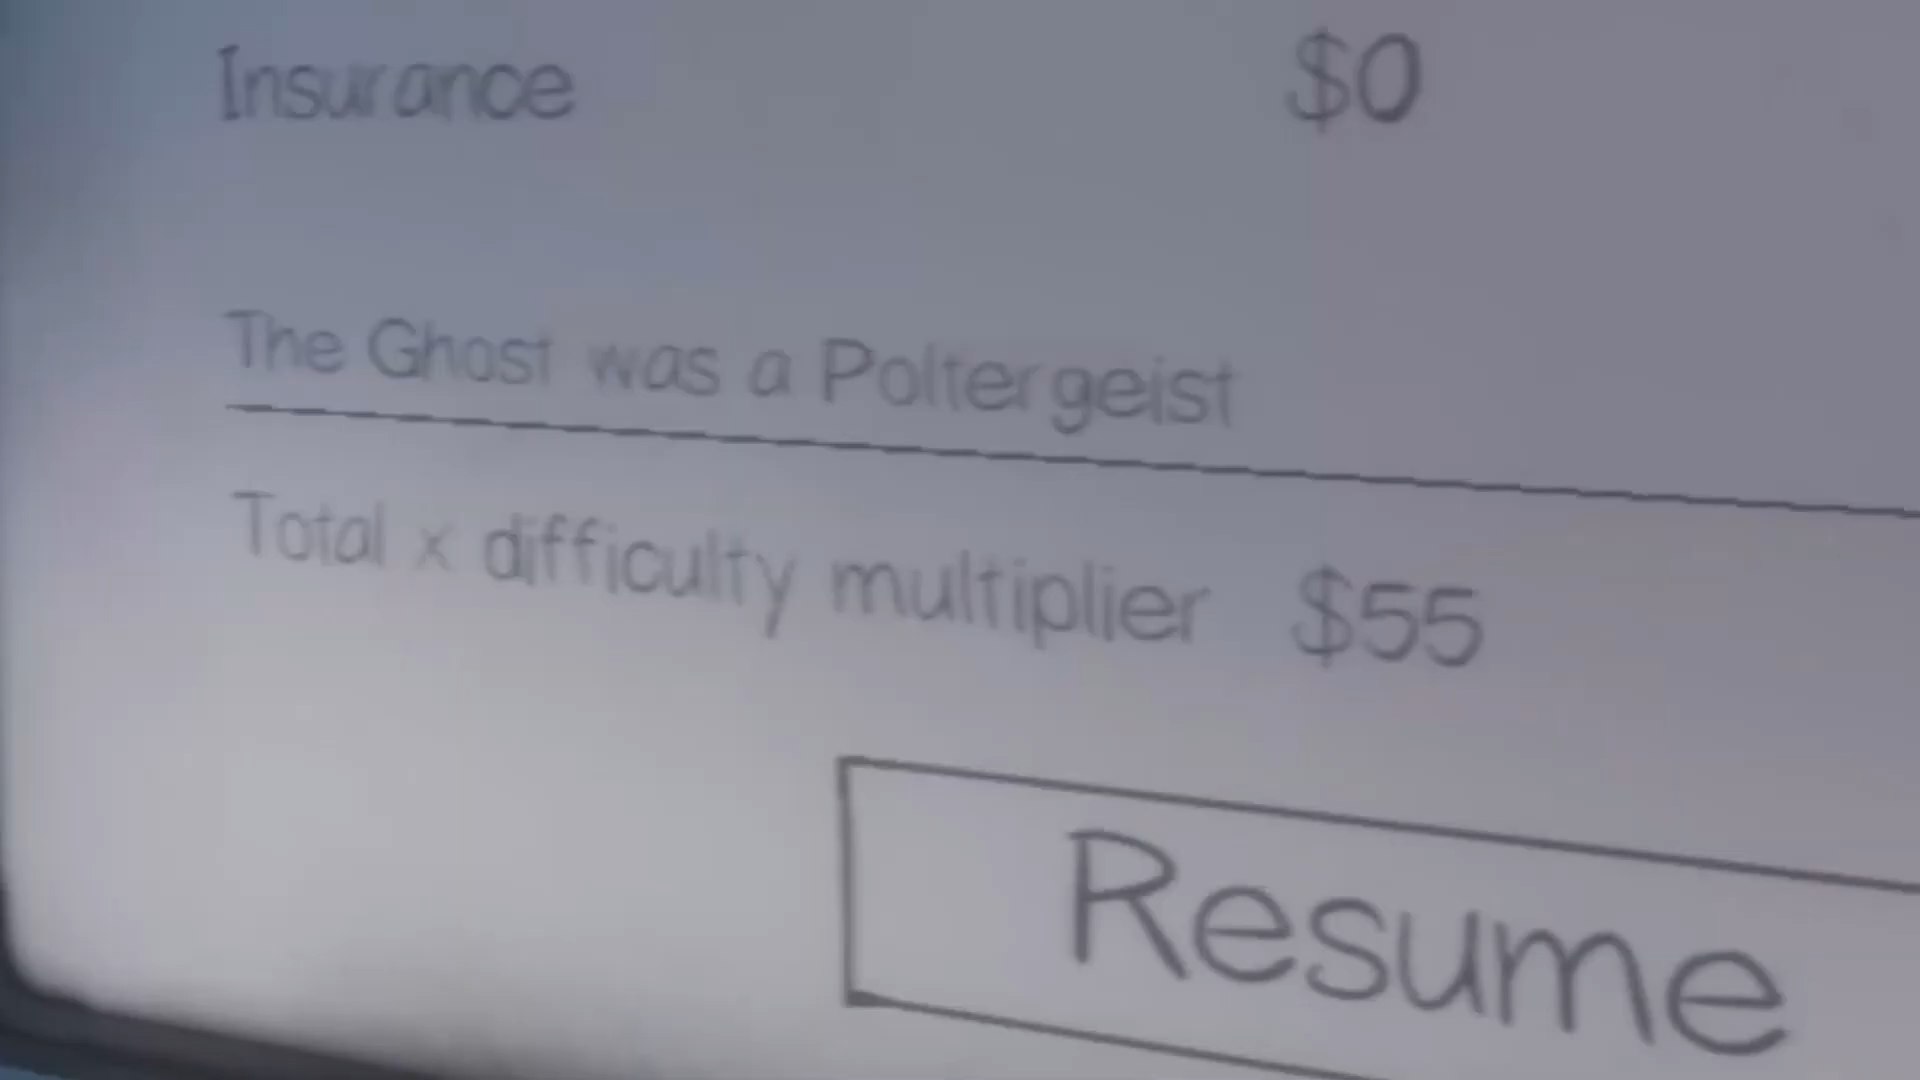 Insurance $0
The Ghost was a Poltergeist
Total x difficulty multiplier $55
Resume